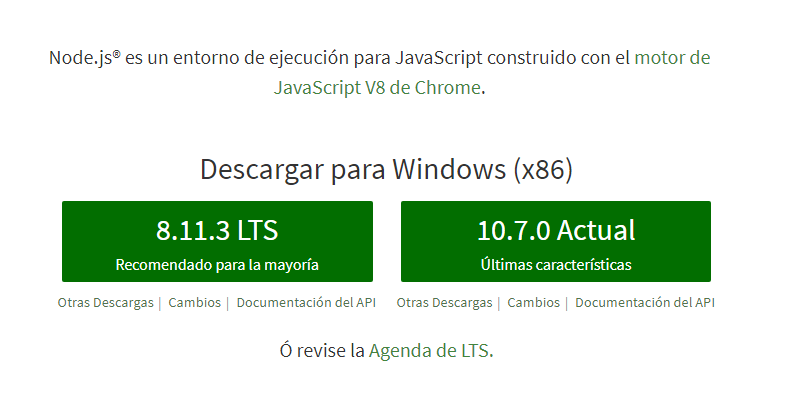 Node.js® es un entorno de ejecución para JavaScript construido con el motor de
JavaScript V8 de Chrome.
Descargar para Windows (x86)
8.11.3 LTS
Recomendado para la mayoría
10.7.0 Actual
Últimas características
Otras Descargas | Cambios | Documentación del API
Otras Descargas | Cambios | Documentación del API
Ó revise la Agenda de LTS.